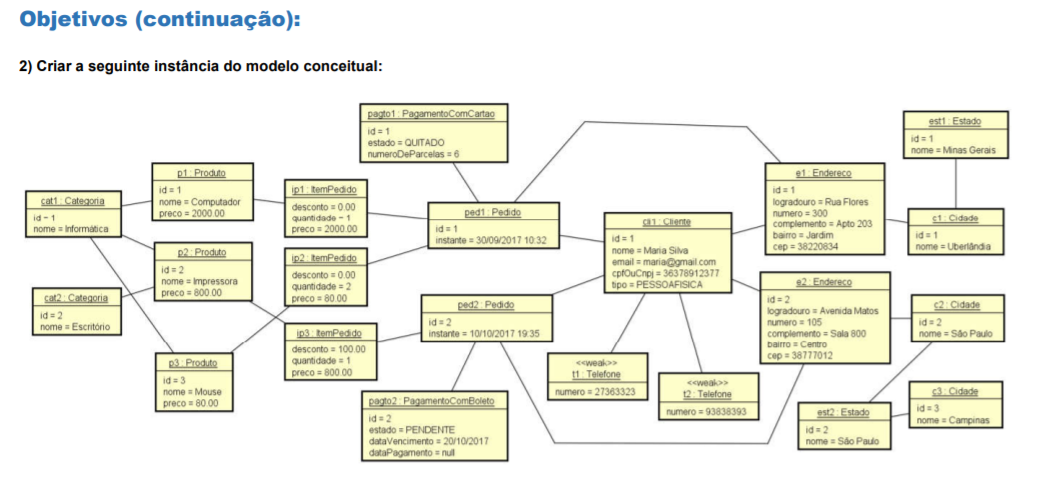 Objetivos (continuação):
2) Criar a seguinte instância do modelo conceitual:
pagto1 : PagamentoComCartao
id = 1
estado = QUITADO
numeroDeParcelas = 6
est1 : Estado
id = 1
nome = Minas Gerais
p1 : Produto
id = 1
nome = Computador
preco = 2000.00
e1 : Endereco
id = 1
logradouro = Rua Flores
numero = 300
complemento = Apto 203
bairro = Jardim
cep = 38220834
cat1 : Categoria
id = 1
nome = Informática
ip1 : ItemPedido
desconto = 0.00
quantidade = 1
preco = 2000.00
ped1 : Pedido
id = 1
instante = 30/09/2017 10:32
cli1 : Cliente
id = 1
nome = Maria Silva
email = maria@gmail.com
cpfOuCnpj = 36378912377
tipo = PESSOAFISICA
c1 : Cidade
id = 1
nome = Uberlândia
p2 : Produto
id = 2
nome = Impressora
preco = 800.00
ip2 : ItemPedido
desconto = 0.00
quantidade = 2
preco = 80.00
e2 : Endereco
id = 2
logradouro = Avenida Matos
numero = 105
complemento = Sala 800
bairro = Centro
cep = 38777012
cat2 : Categoria
id = 2
nome = Escritório
ped2 : Pedido
id = 2
instante = 10/10/2017 19:35
c2 : Cidade
id = 2
nome = São Paulo
ip3 : ItemPedido
desconto = 100.00
quantidade = 1
preco = 800.00
p3 : Produto
id = 3
nome = Mouse
preco = 80.00
<<weak>>
t1 : Telefone
numero = 27363323
<<weak>>
t2 : Telefone
numero = 93838393
c3 : Cidade
id = 3
nome = Campinas
pagto2 : PagamentoComBoleto
id = 2
estado = PENDENTE
dataVencimento = 20/10/2017
dataPagamento = null
est2 : Estado
id = 2
nome = São Paulo